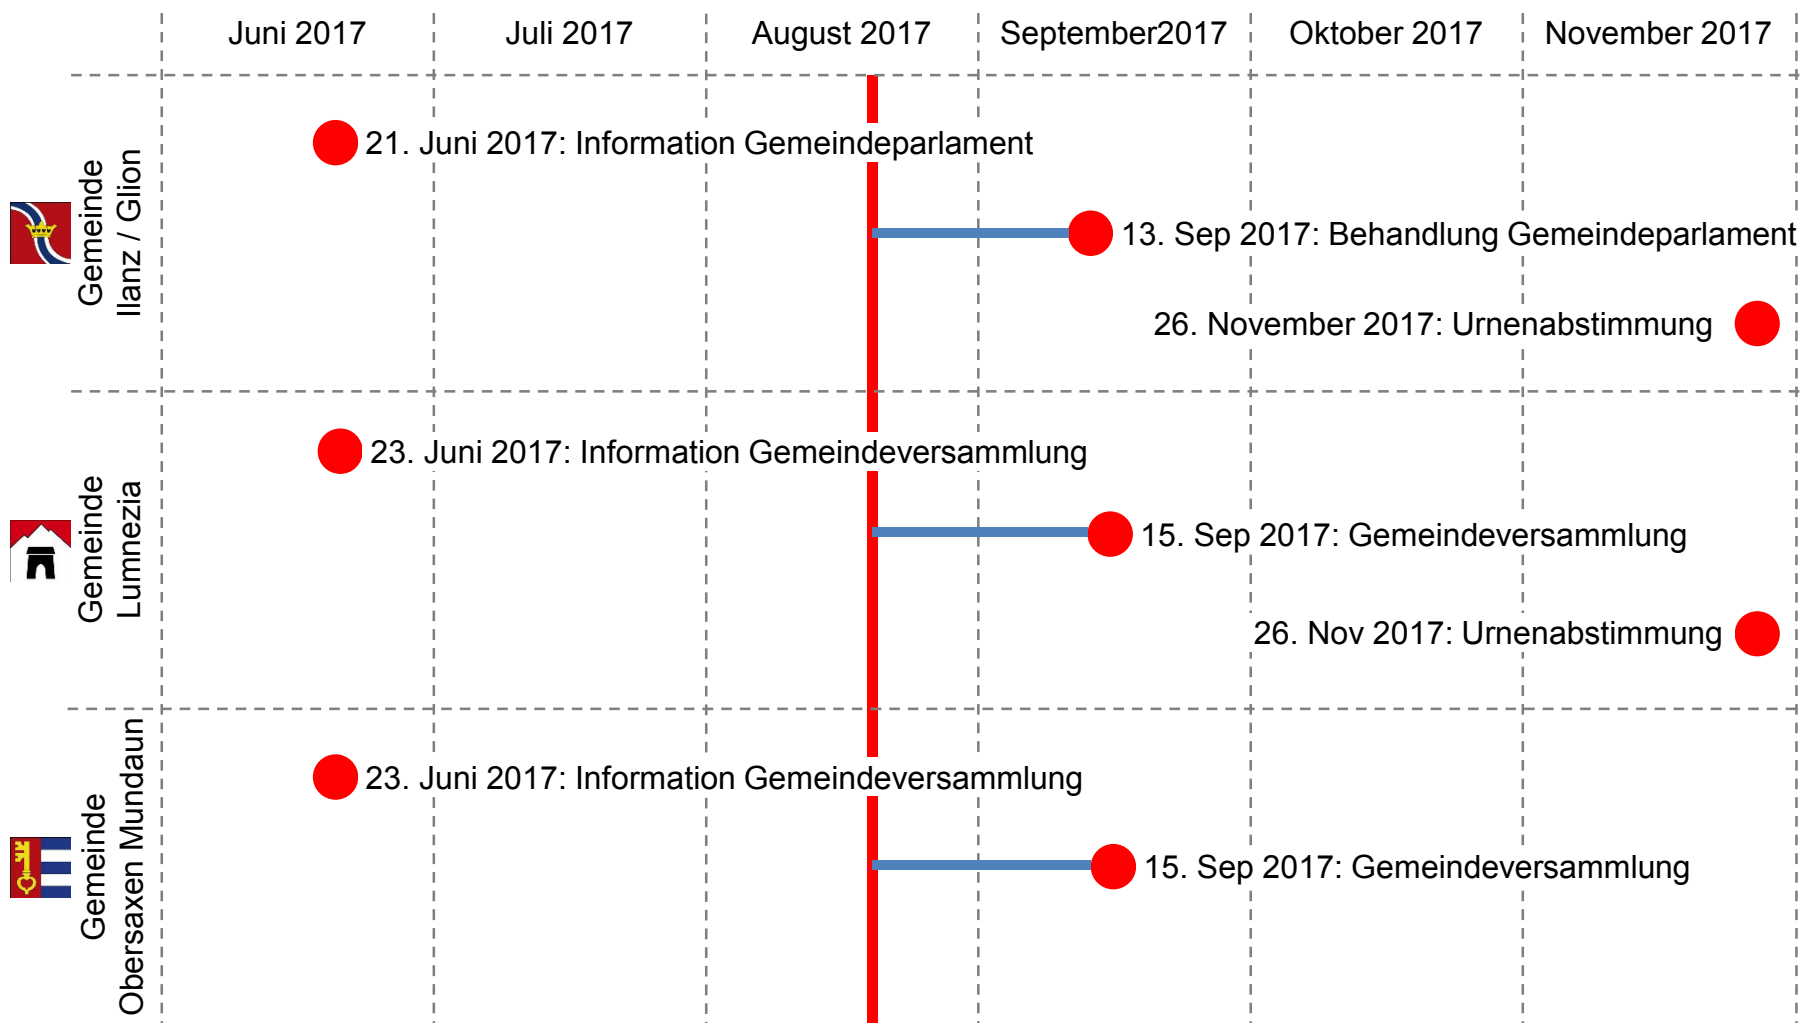 Juni 2017
Juli 2017
August 2017
September2017
Oktober 2017
November 2017
Gemeinde
Ilanz / Glion
21. Juni 2017: Information Gemeindeparlament
13. Sep 2017: Behandlung Gemeindeparlament
26. November 2017: Urnenabstimmung
Gemeinde
Lumnezia
23. Juni 2017: Information Gemeindeversammlung
15. Sep 2017: Gemeindeversammlung
26. Nov 2017: Urnenabstimmung
Gemeinde
Obersaxen Mundaun
23. Juni 2017: Information Gemeindeversammlung
15. Sep 2017: Gemeindeversammlung